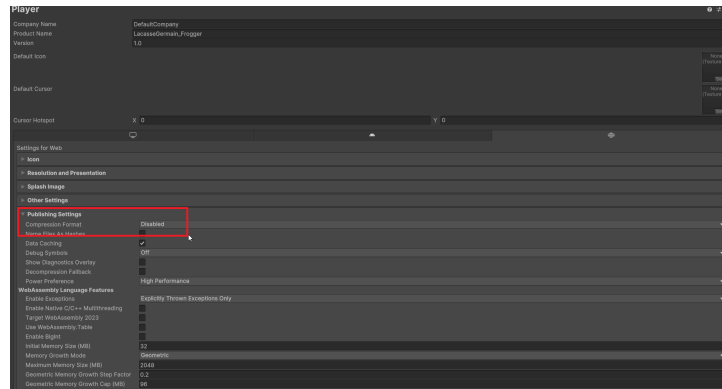 Player
Company Name DefaultCompany
Product Name LacasseGermain_Frogger
Version 1.0
Default Icon None
(Texture
Default Cursor None
(Texture
Cursor Hotspot X 0 Y 0
Settings for Web
Icon
Resolution and Presentation
Splash Image
Other Settings
Publishing Settings
Compression Format Disabled
Name Files As Hashes
Data Caching
Debug Symbols Off
Show Diagnostics Overlay
Decompression Fallback
Power Preference High Performance
WebAssembly Language Features
Enable Exceptions Explicitly Thrown Exceptions Only
Enable Native C/C++ Multithreading
Target WebAssembly 2023
Use WebAssembly.Table
Enable BigInt
Initial Memory Size (MB) 32
Memory Growth Mode Geometric
Maximum Memory Size (MB) 2048
Geometric Memory Growth Step Factor 0.2
Geometric Memory Growth Cap (MB) 96